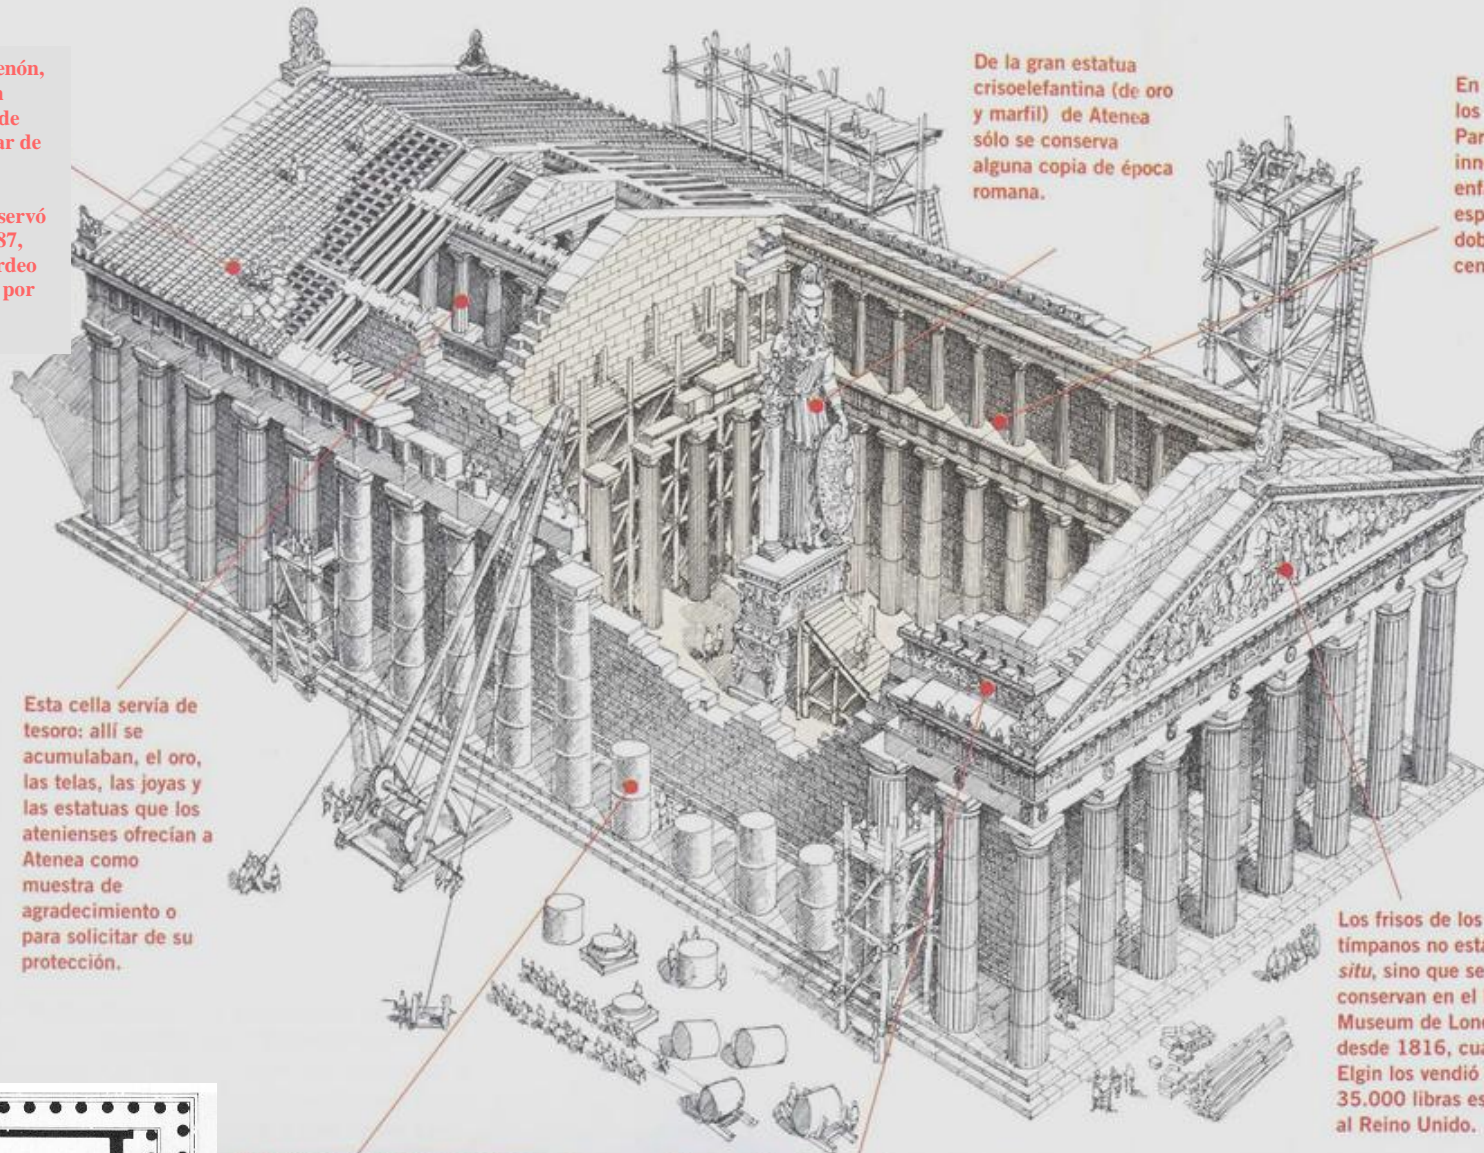 enón,
de
ar de
servó
87,
rdeo
por
De la gran estatua
crisoelefantina (de oro
y marfil) de Atenea
sólo se conserva
alguna copia de época
romana.
En
los
Par
inn
enf
esp
dob
cen
Esta cella servía de
tesoro: allí se
acumulaban, el oro,
las telas, las joyas y
las estatuas que los
atenienses ofrecían a
Atenea como
muestra de
agradecimiento o
para solicitar de su
protección.
Los frisos de los
tímpanos no está
situ, sino que se
conservan en el
Museum de Lond
desde 1816, cua
Elgin los vendió
35.000 libras es
al Reino Unido.